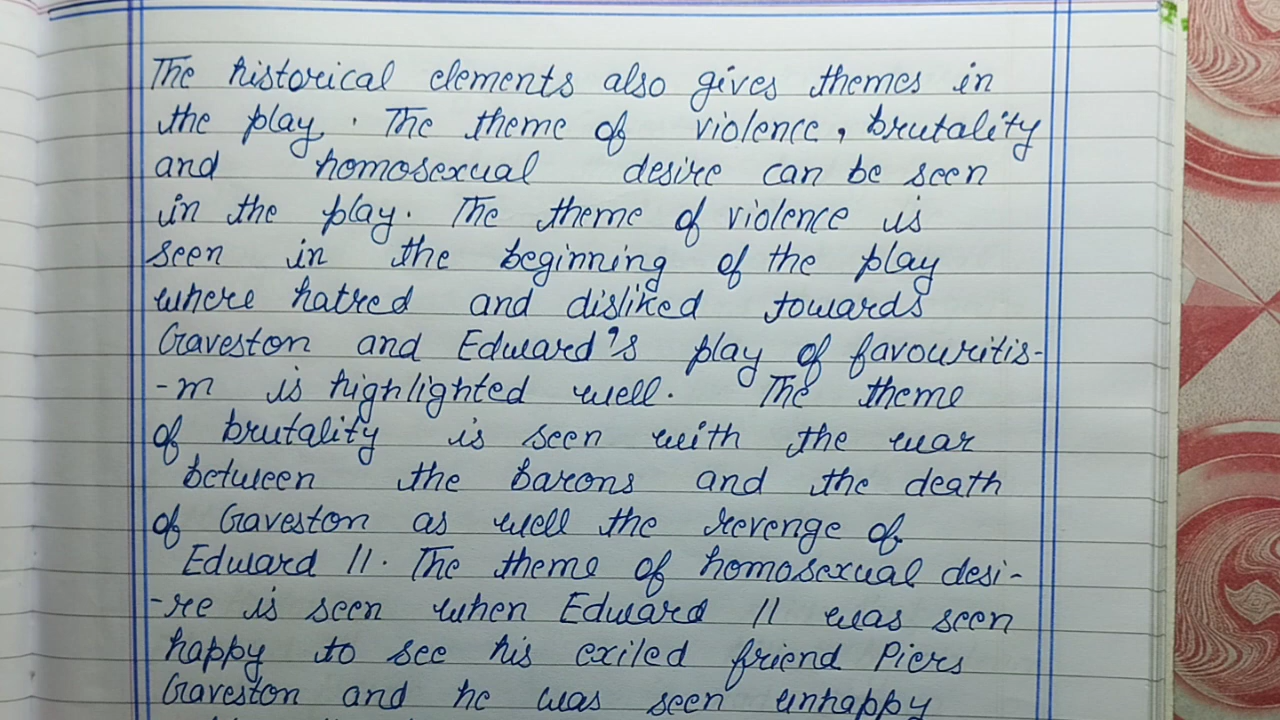 The historical elements also gives themes in
the play. The theme of violence, brutality
and homosexual desire can be seen
in the play. The theme of violence is
seen in the beginning of the play
where hatred and disliked towards
Gaveston and Edward's play of favouritis-
-m is highlighted well. The theme
of brutality is seen with the war
between the barons and the death
of Gaveston as well the revenge of
Edward II. The theme of homosexual desi-
-re is seen when Edward II was seen
happy to see his exiled friend Piers
Gaveston and he was seen unhappy